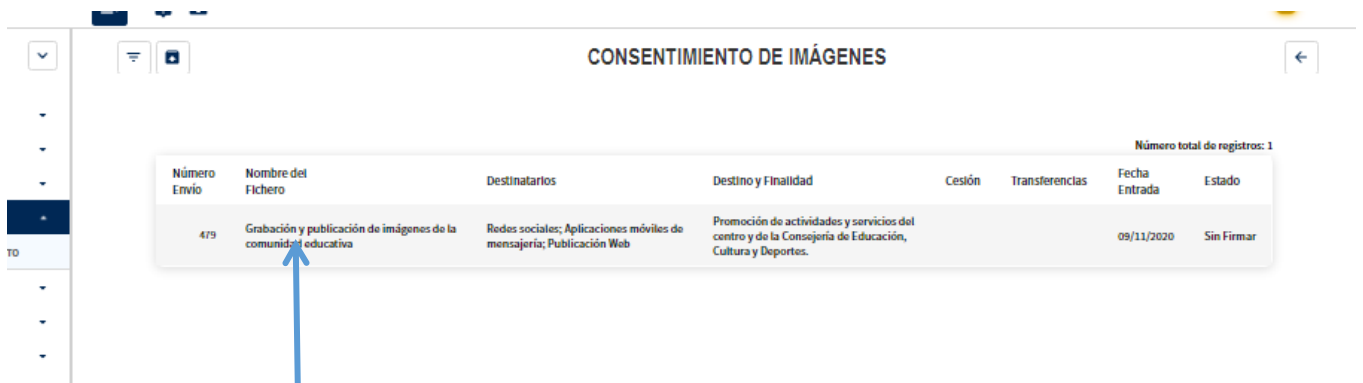 CONSENTIMIENTO DE IMÁGENES
Número total de registros: 1
Número Envío
Nombre del Fichero
Destinatarios
Destino y Finalidad
Cesión
Transferencias
Fecha Entrada
Estado
479
Grabación y publicación de imágenes de la
comunidad educativa
Redes sociales; Aplicaciones móviles de
mensajería; Publicación Web
Promoción de actividades y servicios del
centro y de la Consejería de Educación,
Cultura y Deportes.
09/11/2020
Sin Firmar
TO